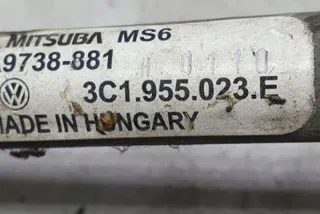 MITSUBA MS6
9738-881
3C1.955.023.E
MADE IN HUNGARY